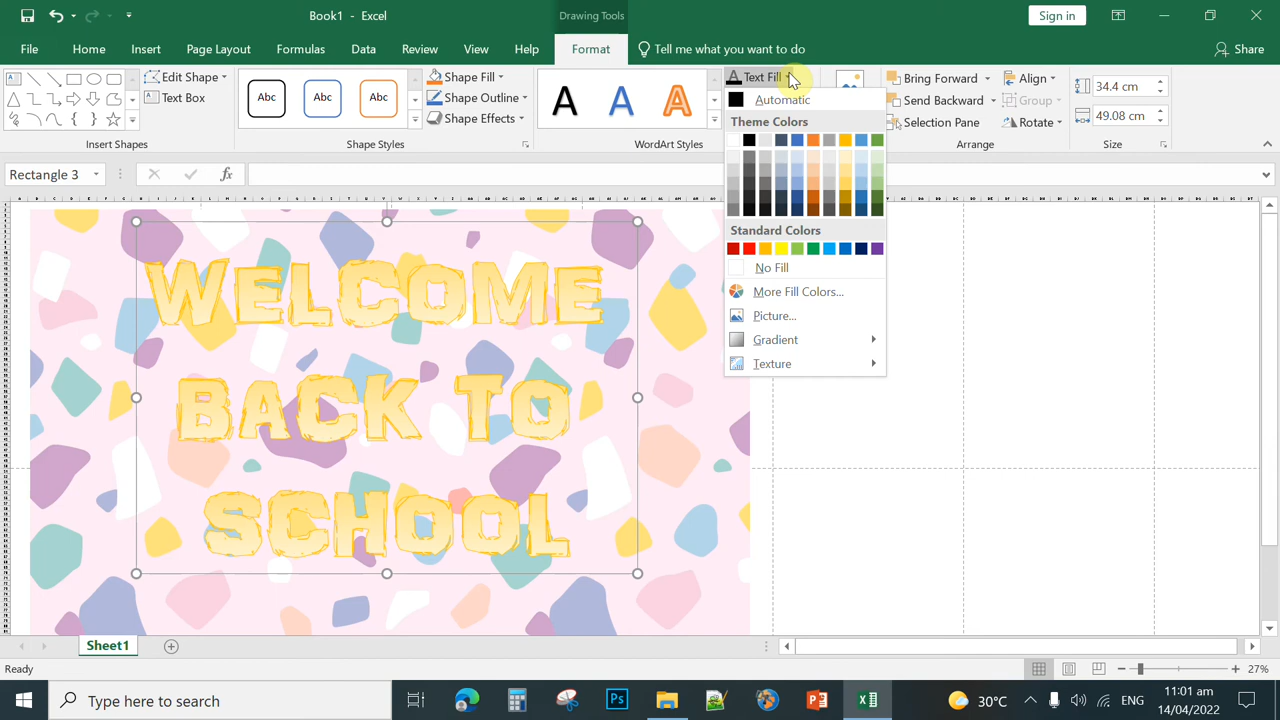 Book1 - Excel
Drawing Tools
Sign in
File Home Insert Page Layout Formulas Data Review View Help Format Tell me what you want to do Share
Edit Shape
Text Box
Insert Shapes
Abc Abc Abc
Shape Fill
Shape Outline
Shape Effects
Shape Styles
A A A
WordArt Styles
Text Fill
Automatic
Theme Colors
Standard Colors
No Fill
More Fill Colors...
Picture...
Gradient
Texture
Bring Forward
Send Backward
Selection Pane
Align
Group
Rotate
Arrange
34.4 cm
49.08 cm
Size
Rectangle 3
fx
WELCOME
BACK TO
SCHOOL
Sheet1
Ready
27%
Type here to search
Ps
30°C
ENG
11:01 am
14/04/2022